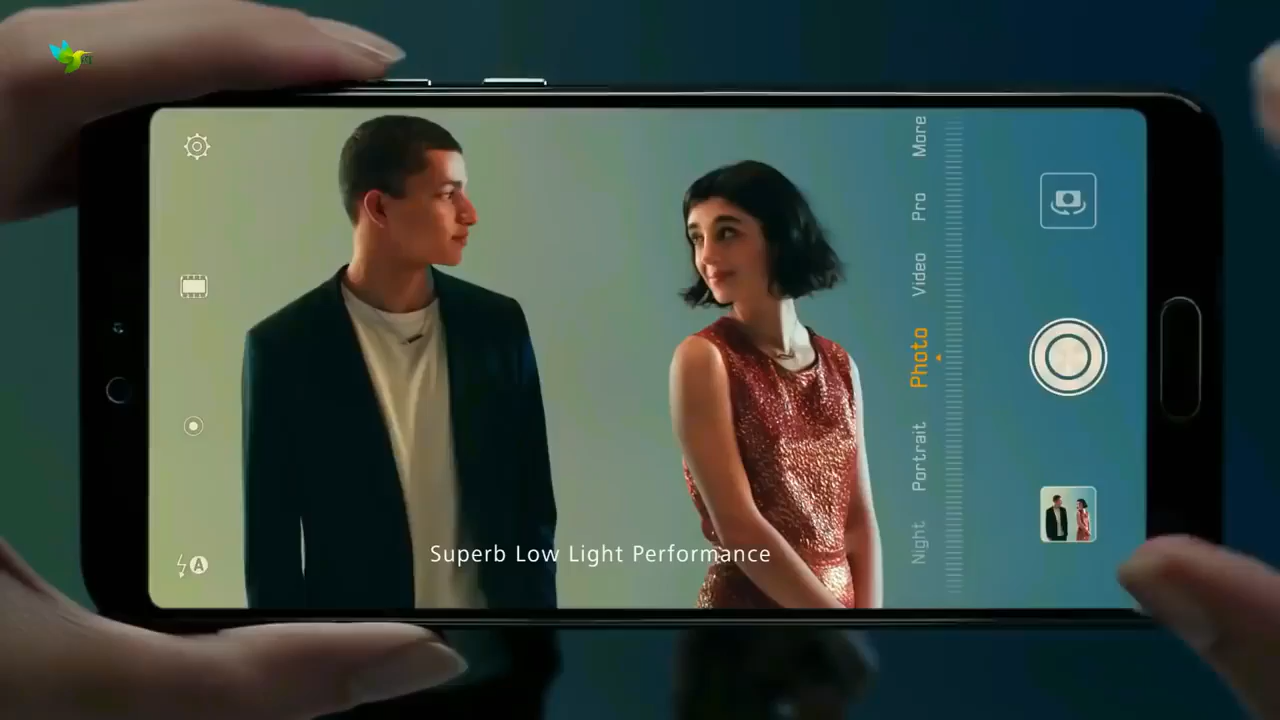 More
Pro
Video
Photo
Portrait
Night
A
Superb Low Light Performance